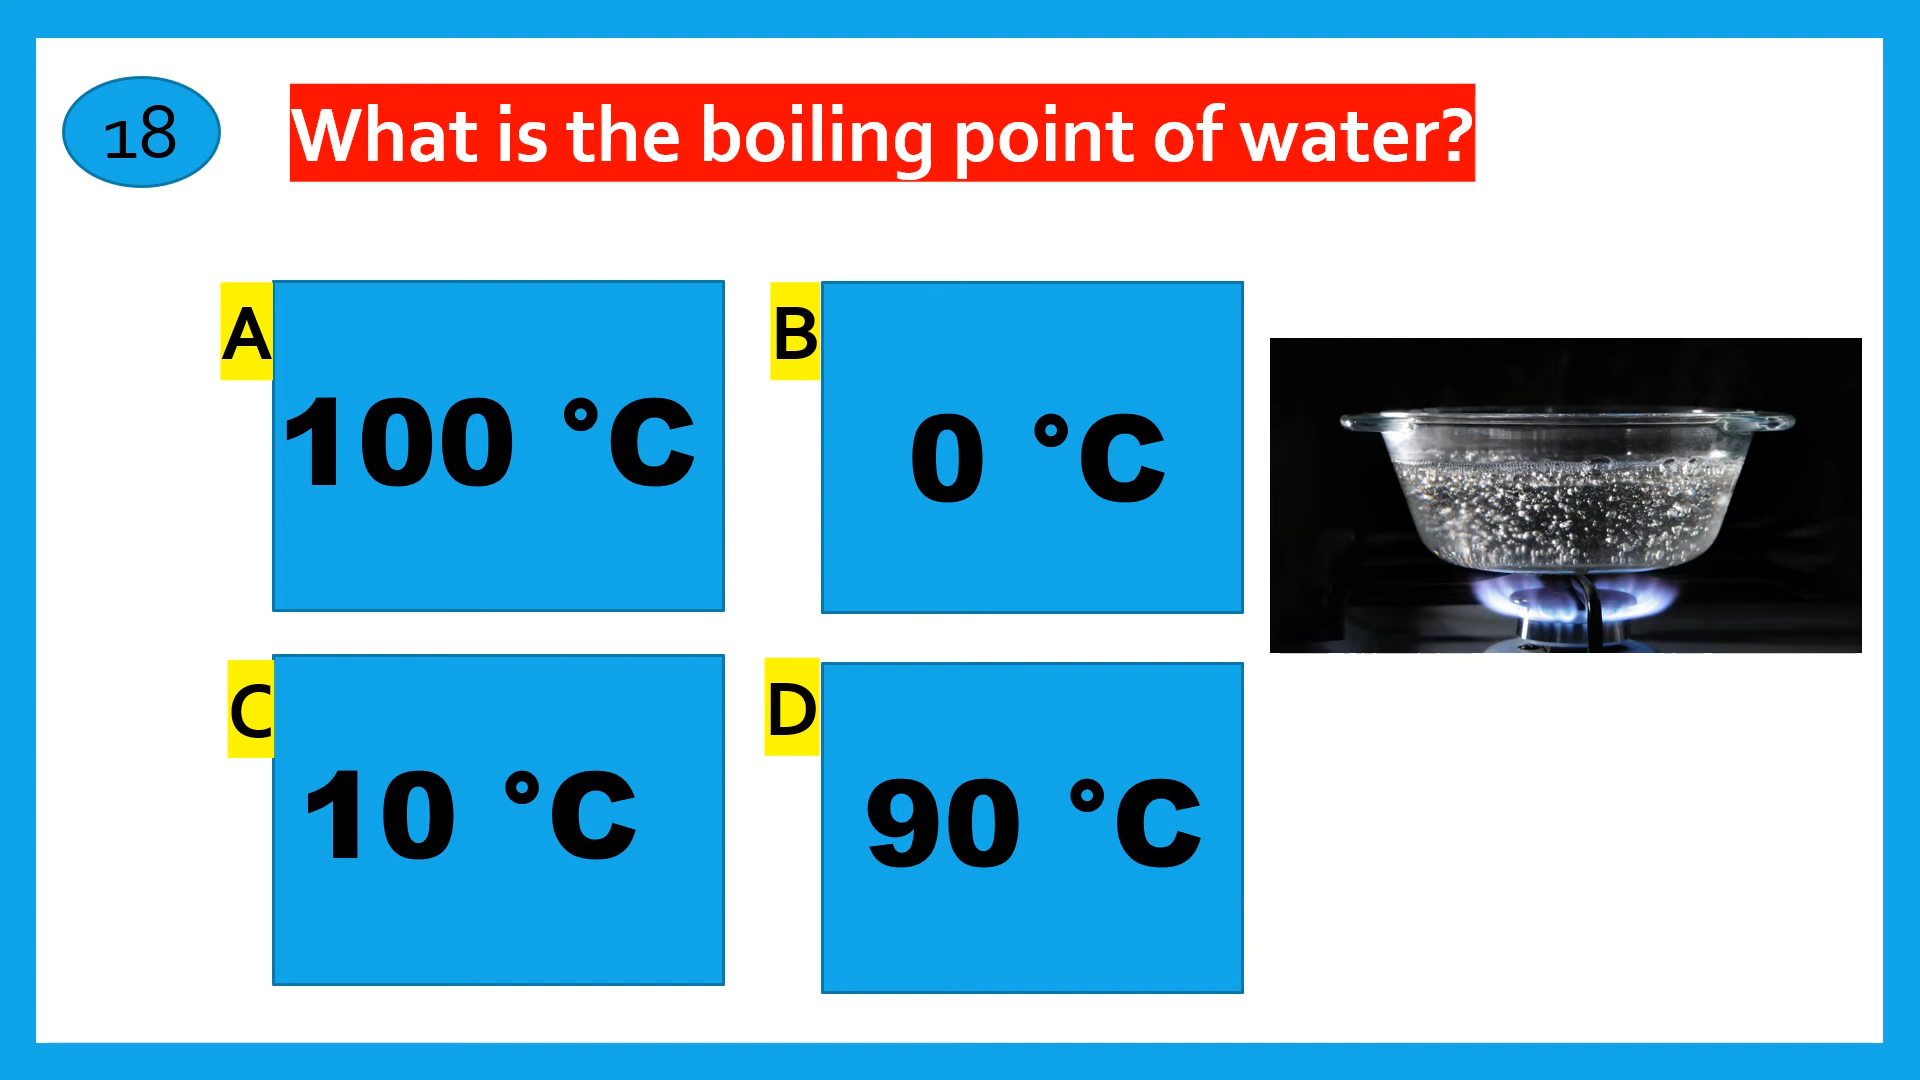 18
What is the boiling point of water?
A
100 °C
B
0 °C
C
10 °C
D
90 °C